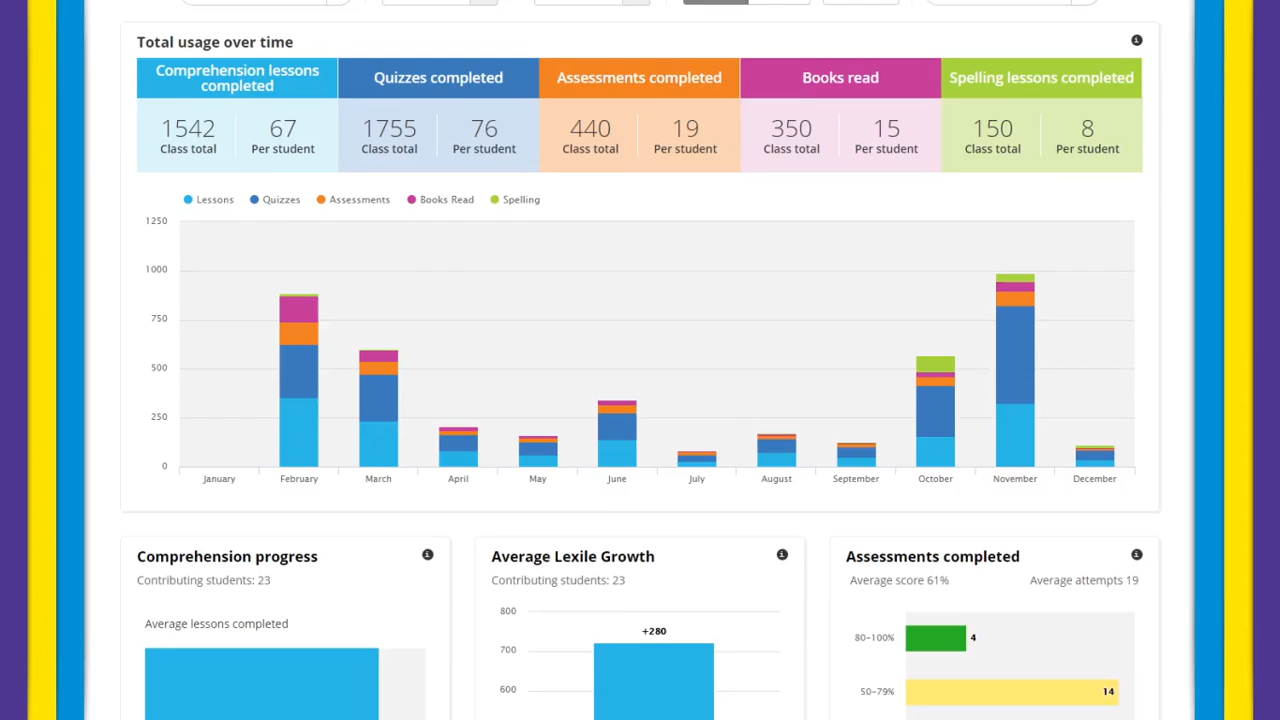 Total usage over time
Comprehension lessons completed
Quizzes completed
Assessments completed
Books read
Spelling lessons completed
1542 67 1755 76 440 19 350 15 150 8
Class total Per student Class total Per student Class total Per student Class total Per student Class total Per student
Lessons Quizzes Assessments Books Read Spelling
1250
1000
750
500
250
0
January February March April May June July August September October November December
Comprehension progress
Contributing students: 23
Average lessons completed
Average Lexile Growth
Contributing students: 23
800
+280
700
600
Assessments completed
Average score 61% Average attempts 19
80-100% 4
50-79% 14